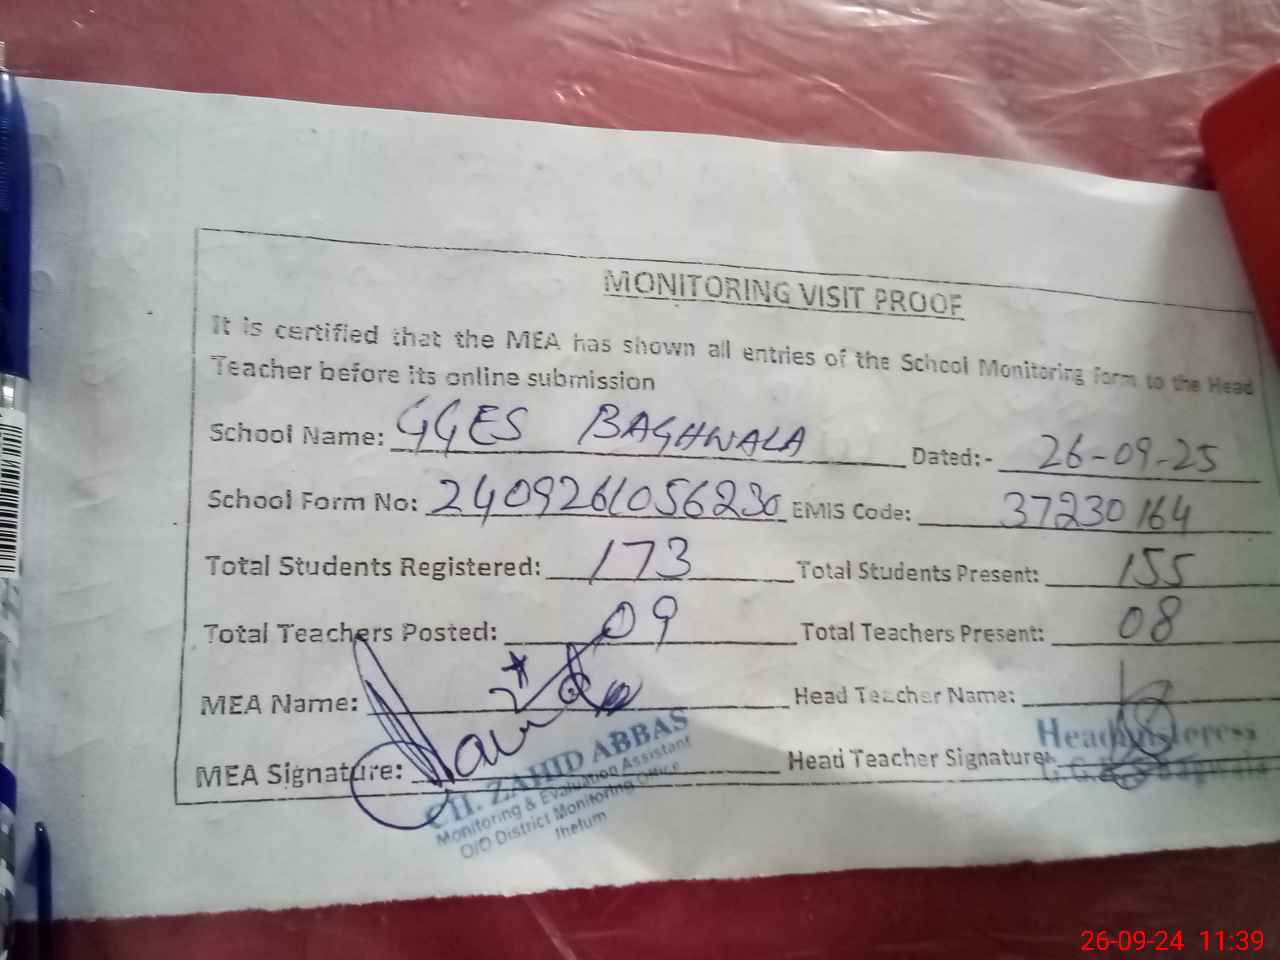 MONITORING VISIT PROOF
It is certified that the MEA has shown all entries of the School Monitoring form to the Head
Teacher before its online submission
School Name: GGES BAGHWALA Dated:- 26-09-25
School Form No: 2409261056230 EMIS Code: 37230164
Total Students Registered: 173 Total Students Present: 155
Total Teachers Posted: 09 Total Teachers Present: 08
MEA Name: Head Teacher Name:
MEA Signature: Head Teacher Signature:
CH. ZAHID ABBAS
Monitoring & Evaluation Assistant
O/O District Monitoring Office
Jhelum
26-09-24 11:39